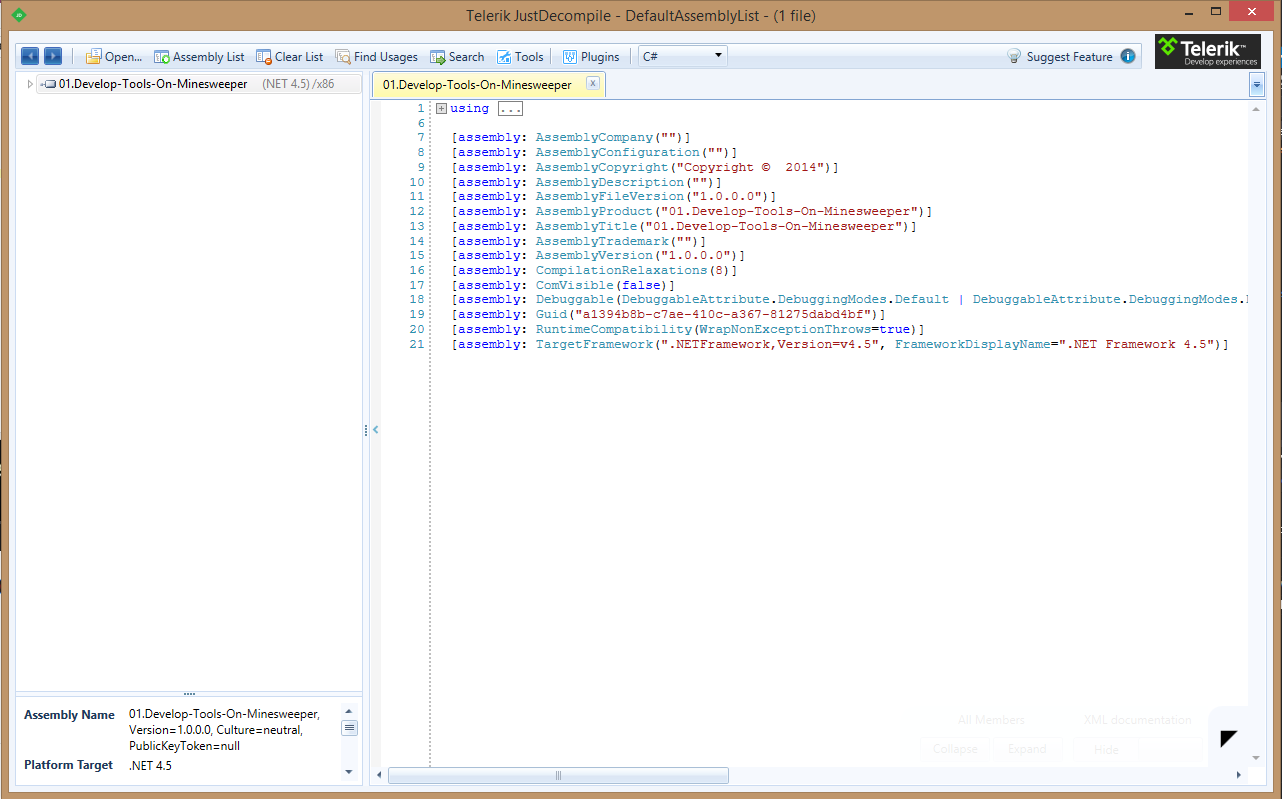 Telerik JustDecompile - DefaultAssemblyList - (1 file)
Open... Assembly List Clear List Find Usages Search Tools Plugins C# Suggest Feature
Telerik™
Develop experiences
01.Develop-Tools-On-Minesweeper (NET 4.5) /x86
01.Develop-Tools-On-Minesweeper x
1 using ...
6
7 [assembly: AssemblyCompany("")]
8 [assembly: AssemblyConfiguration("")]
9 [assembly: AssemblyCopyright("Copyright ©  2014")]
10 [assembly: AssemblyDescription("")]
11 [assembly: AssemblyFileVersion("1.0.0.0")]
12 [assembly: AssemblyProduct("01.Develop-Tools-On-Minesweeper")]
13 [assembly: AssemblyTitle("01.Develop-Tools-On-Minesweeper")]
14 [assembly: AssemblyTrademark("")]
15 [assembly: AssemblyVersion("1.0.0.0")]
16 [assembly: CompilationRelaxations(8)]
17 [assembly: ComVisible(false)]
18 [assembly: Debuggable(DebuggableAttribute.DebuggingModes.Default | DebuggableAttribute.DebuggingModes.
19 [assembly: Guid("a1394b8b-c7ae-410c-a367-81275dabd4bf")]
20 [assembly: RuntimeCompatibility(WrapNonExceptionThrows=true)]
21 [assembly: TargetFramework(".NETFramework,Version=v4.5", FrameworkDisplayName=".NET Framework 4.5")]
Assembly Name 01.Develop-Tools-On-Minesweeper,
Version=1.0.0.0, Culture=neutral,
PublicKeyToken=null
Platform Target .NET 4.5
All Members XML documentation
Collapse Expand Hide